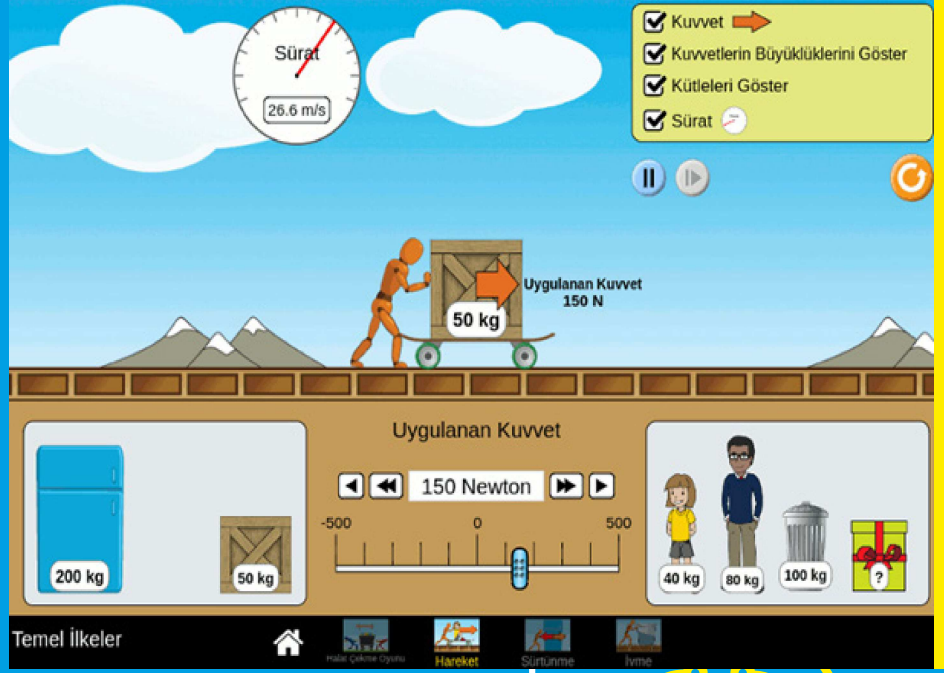 Sürat
26.6 m/s
Kuvvet
Kuvvetlerin Büyüklüklerini Göster
Kütleleri Göster
Sürat
Uygulanan Kuvvet
150 N
50 kg
Uygulanan Kuvvet
150 Newton
-500 0 500
200 kg
50 kg
40 kg
80 kg
100 kg
?
Temel İlkeler
Halat Çekme Oyunu
Hareket
Sürtünme
İvme